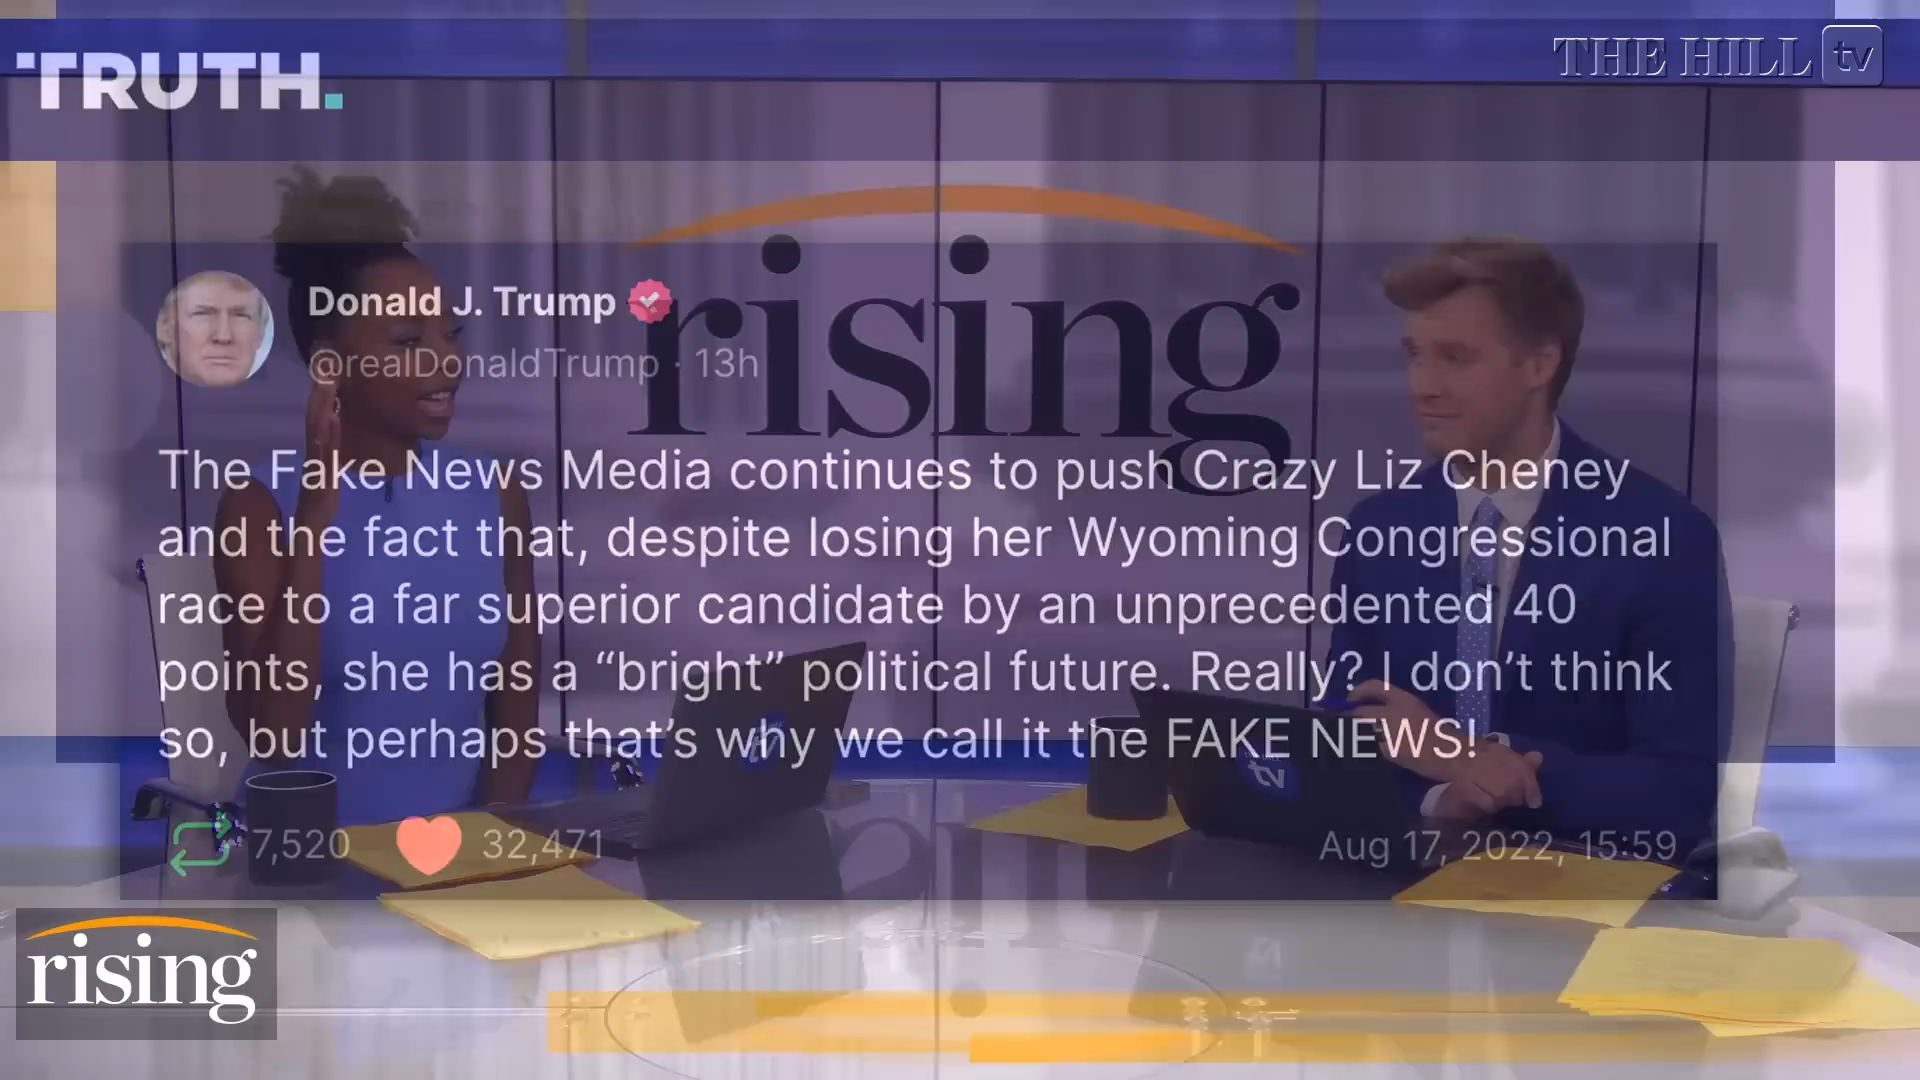 TRUTH.
THE HILL tv
rising
Donald J. Trump
@realDonaldTrump · 13h
The Fake News Media continues to push Crazy Liz Cheney
and the fact that, despite losing her Wyoming Congressional
race to a far superior candidate by an unprecedented 40
points, she has a “bright” political future. Really? I don’t think
so, but perhaps that’s why we call it the FAKE NEWS!
tv
tv
7,520 32,471 Aug 17, 2022, 15:59
rising